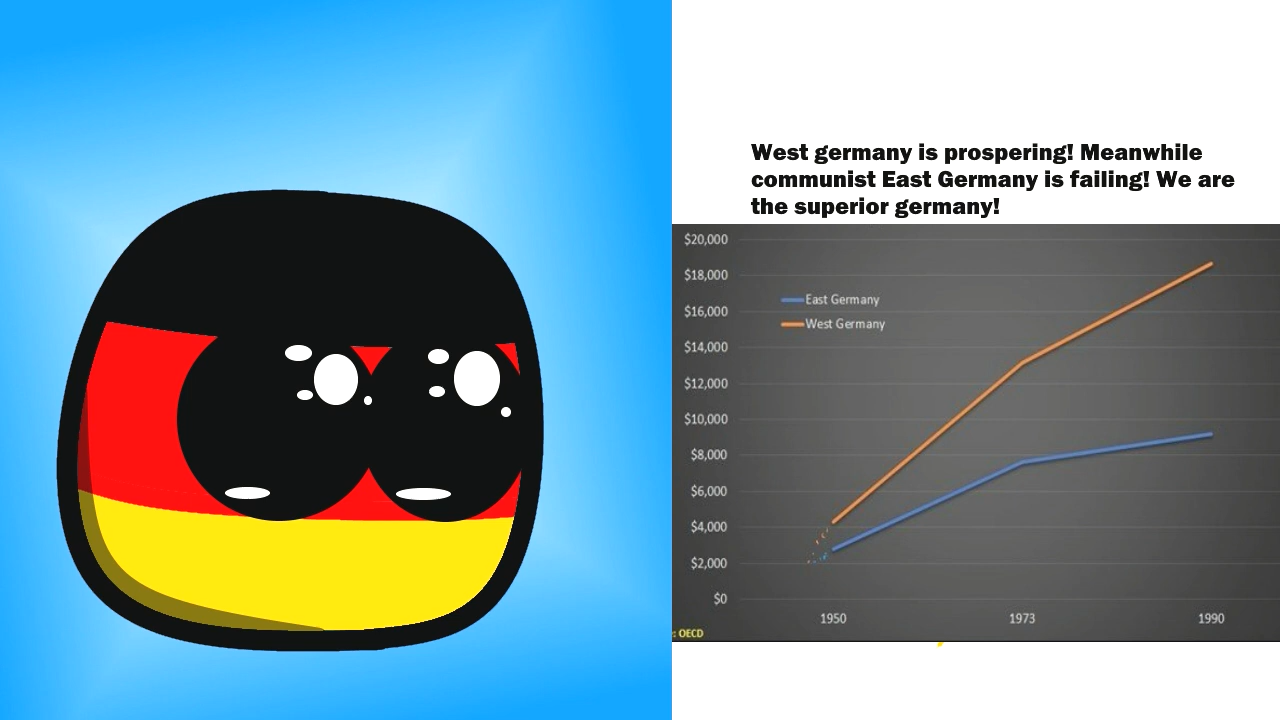 West germany is prospering! Meanwhile
communist East Germany is failing! We are
the superior germany!
$20,000
$18,000
$16,000
$14,000
$12,000
$10,000
$8,000
$6,000
$4,000
$2,000
$0
East Germany
West Germany
1950 1973 1990
: OECD